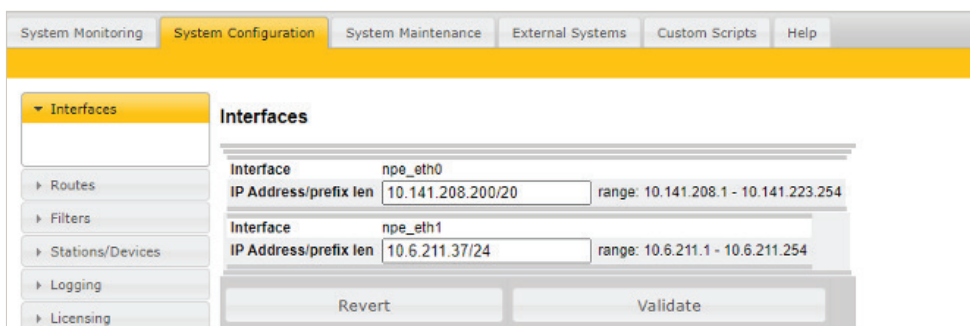 System Monitoring System Configuration System Maintenance External Systems Custom Scripts Help
Interfaces
Routes
Filters
Stations/Devices
Logging
Licensing
Interfaces
Interface npe_eth0
IP Address/prefix len 10.141.208.200/20 range: 10.141.208.1 - 10.141.223.254
Interface npe_eth1
IP Address/prefix len 10.6.211.37/24 range: 10.6.211.1 - 10.6.211.254
Revert Validate